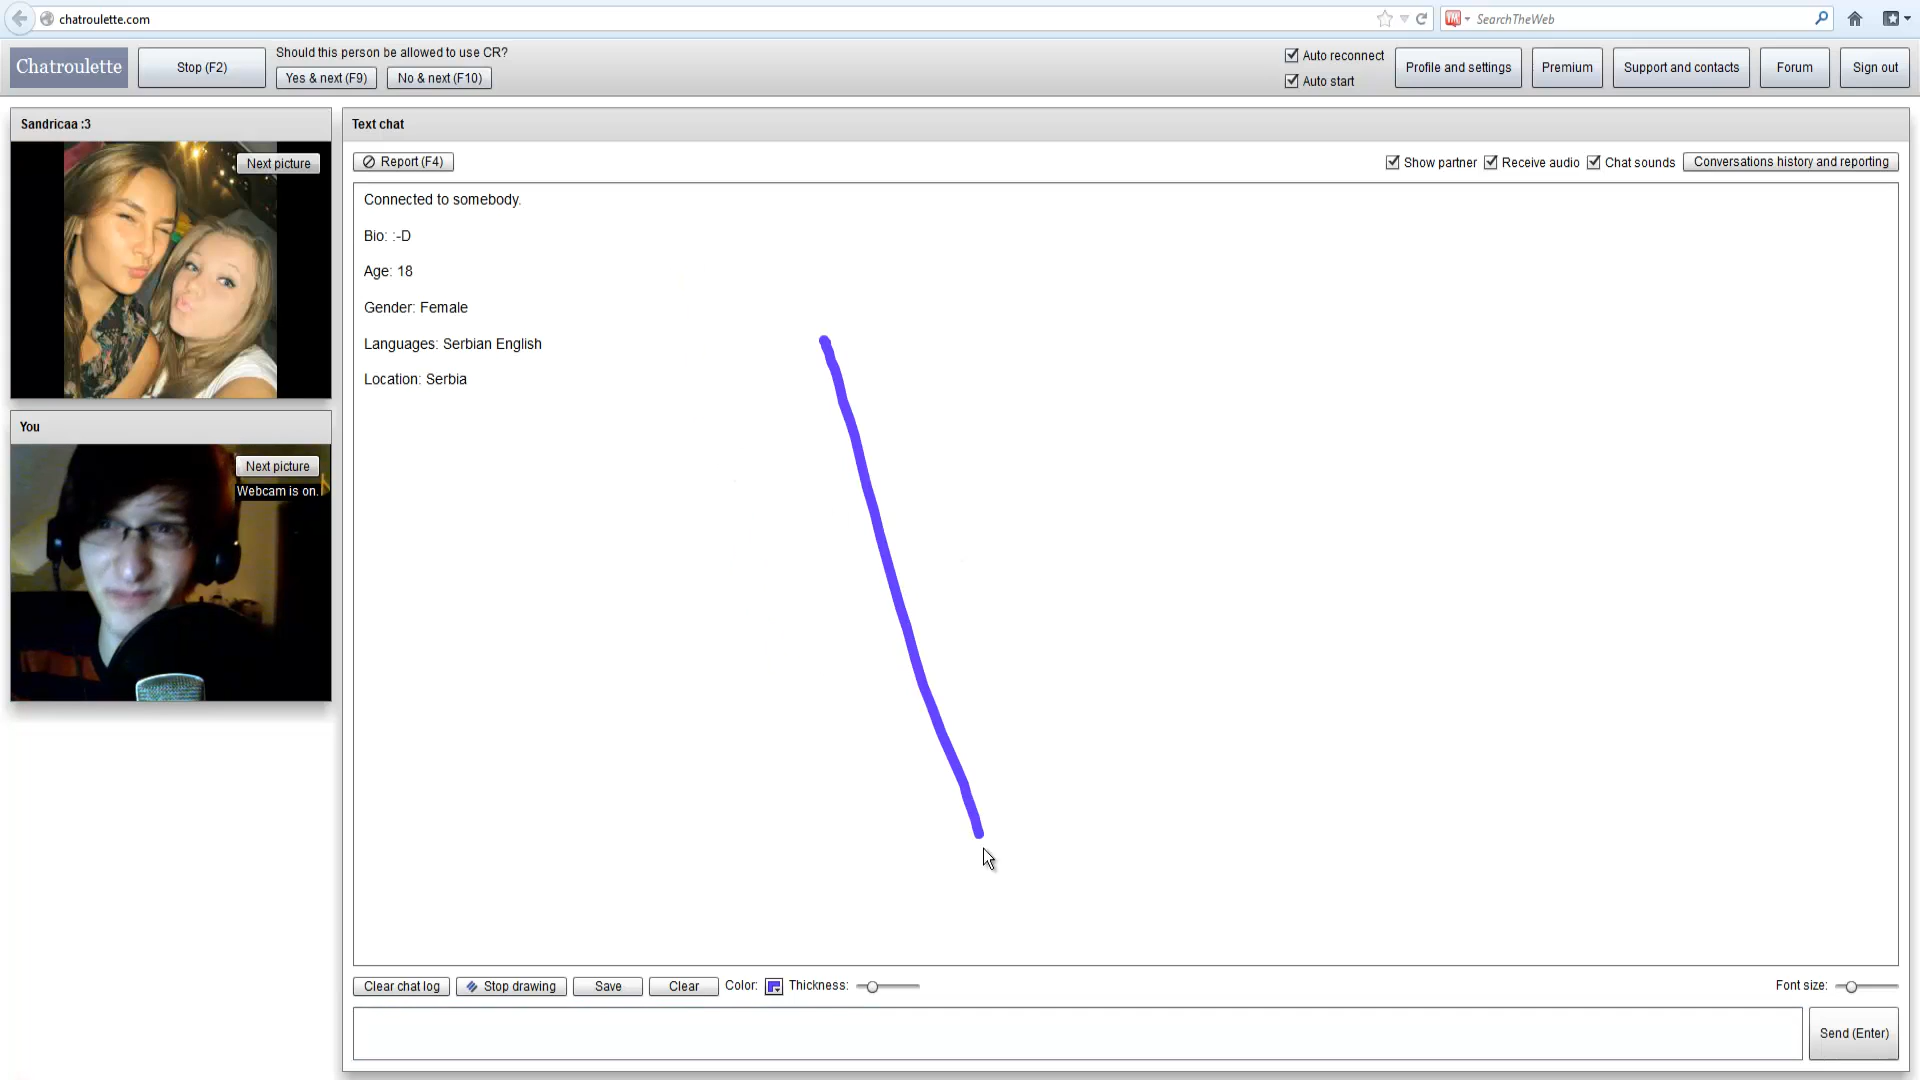 chatroulette.com
SearchTheWeb
Chatroulette
Stop (F2)
Should this person be allowed to use CR?
Yes & next (F9)
No & next (F10)
Auto reconnect
Auto start
Profile and settings
Premium
Support and contacts
Forum
Sign out
Sandricaa :3
Next picture
You
Next picture
Webcam is on.
Text chat
Report (F4)
Show partner
Receive audio
Chat sounds
Conversations history and reporting
Connected to somebody.
Bio: :-D
Age: 18
Gender: Female
Languages: Serbian English
Location: Serbia
Clear chat log
Stop drawing
Save
Clear
Color:
Thickness:
Font size:
Send (Enter)